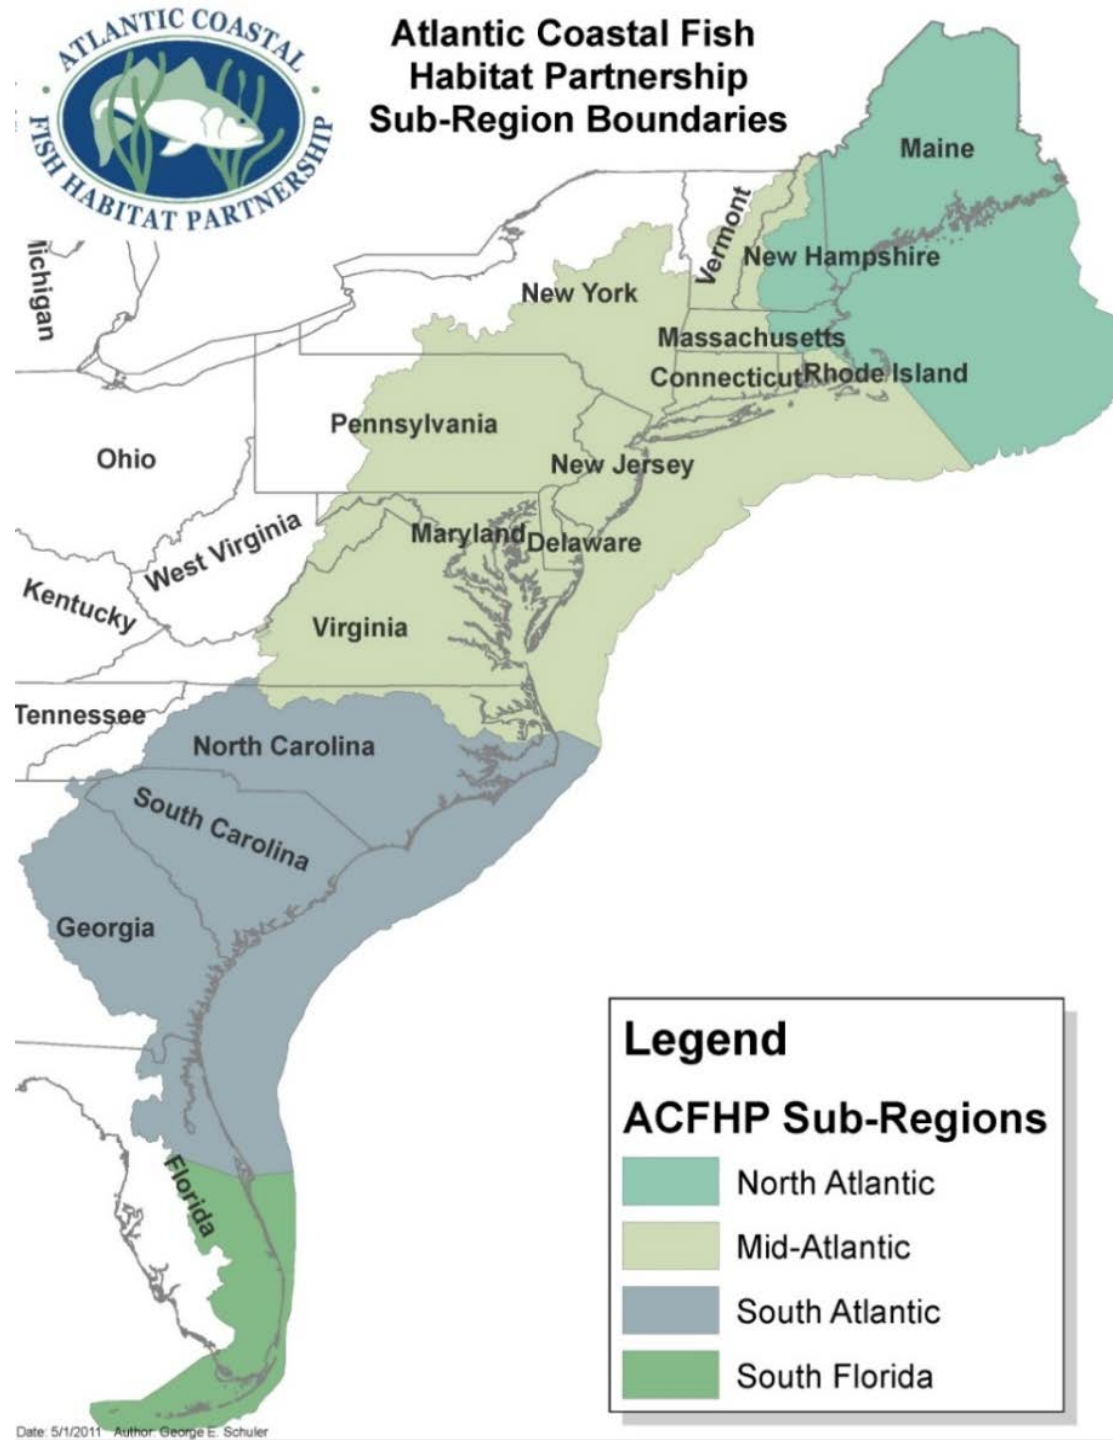 ATLANTIC COASTAL
FISH HABITAT PARTNERSHIP
Atlantic Coastal Fish
Habitat Partnership
Sub-Region Boundaries
Maine
Vermont
New Hampshire
ichigan
New York
Massachusetts
Connecticut
Rhode Island
Pennsylvania
Ohio
New Jersey
West Virginia
Maryland
Delaware
Kentucky
Virginia
Tennessee
North Carolina
South Carolina
Georgia
Florida
Legend
ACFHP Sub-Regions
North Atlantic
Mid-Atlantic
South Atlantic
South Florida
Date: 5/1/2011 Author: George E. Schuler